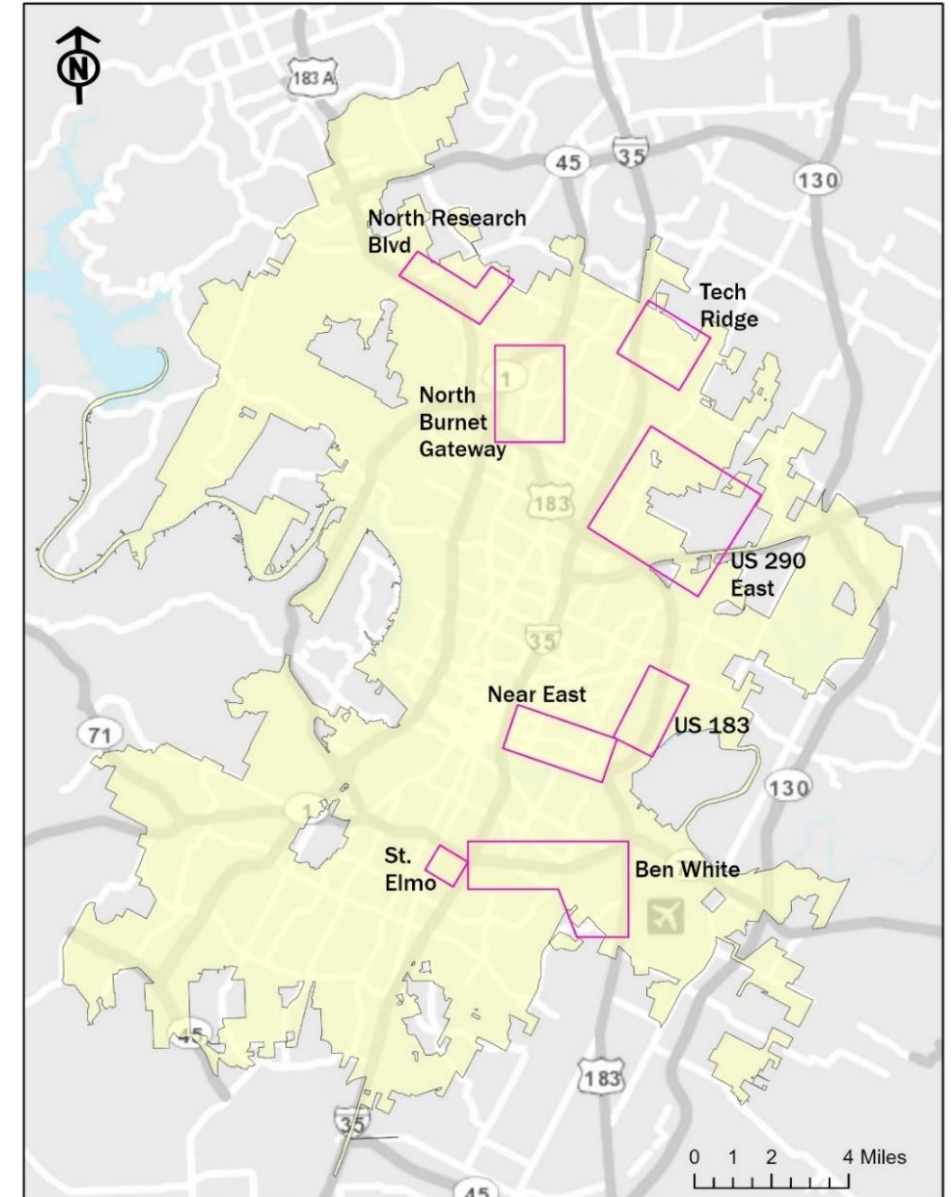 N
183 A
45
35
130
North Research
Blvd
Tech
Ridge
1
North
Burnet
Gateway
183
US 290
East
35
Near East
US 183
71
130
1
St.
Elmo
Ben White
45
183
35
0 1 2 4 Miles
45